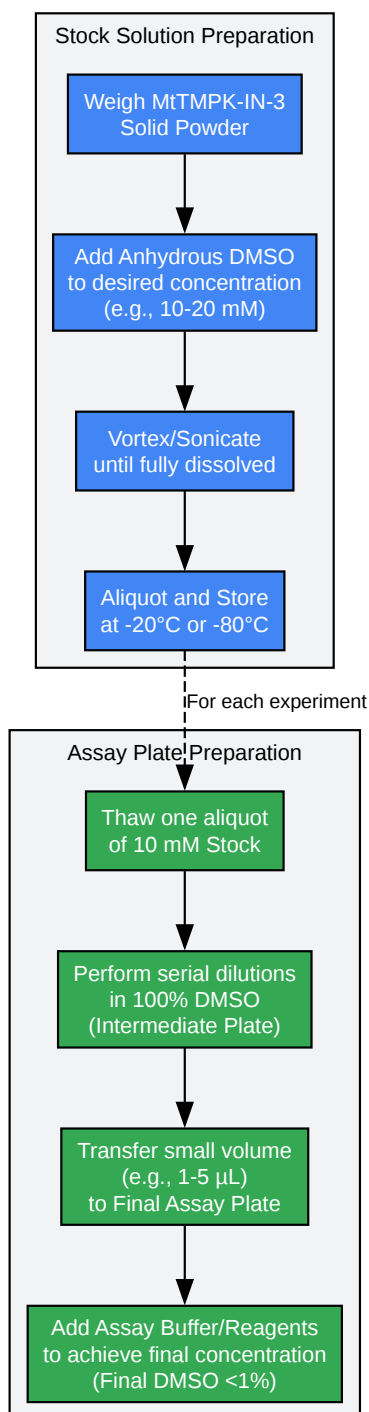 Stock Solution Preparation
Weigh MtTMPK-IN-3
Solid Powder
Add Anhydrous DMSO
to desired concentration
(e.g., 10-20 mM)
Vortex/Sonicate
until fully dissolved
Aliquot and Store
at -20°C or -80°C
For each experiment
Assay Plate Preparation
Thaw one aliquot
of 10 mM Stock
Perform serial dilutions
in 100% DMSO
(Intermediate Plate)
Transfer small volume
(e.g., 1-5 µL)
to Final Assay Plate
Add Assay Buffer/Reagents
to achieve final concentration
(Final DMSO <1%)